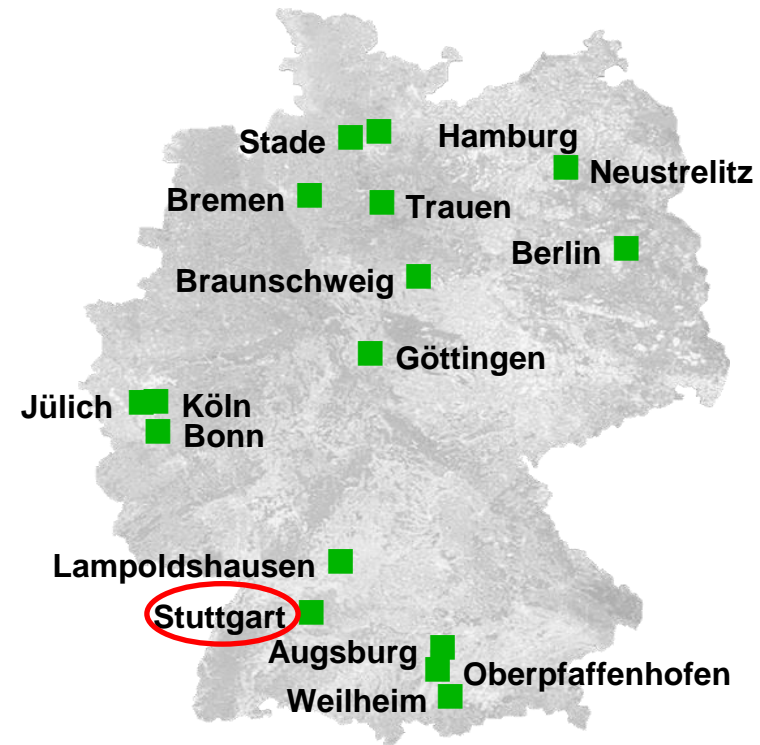 Stade
Hamburg
Neustrelitz
Bremen
Trauen
Berlin
Braunschweig
Göttingen
Jülich
Köln
Bonn
Lampoldshausen
Stuttgart
Augsburg
Oberpfaffenhofen
Weilheim